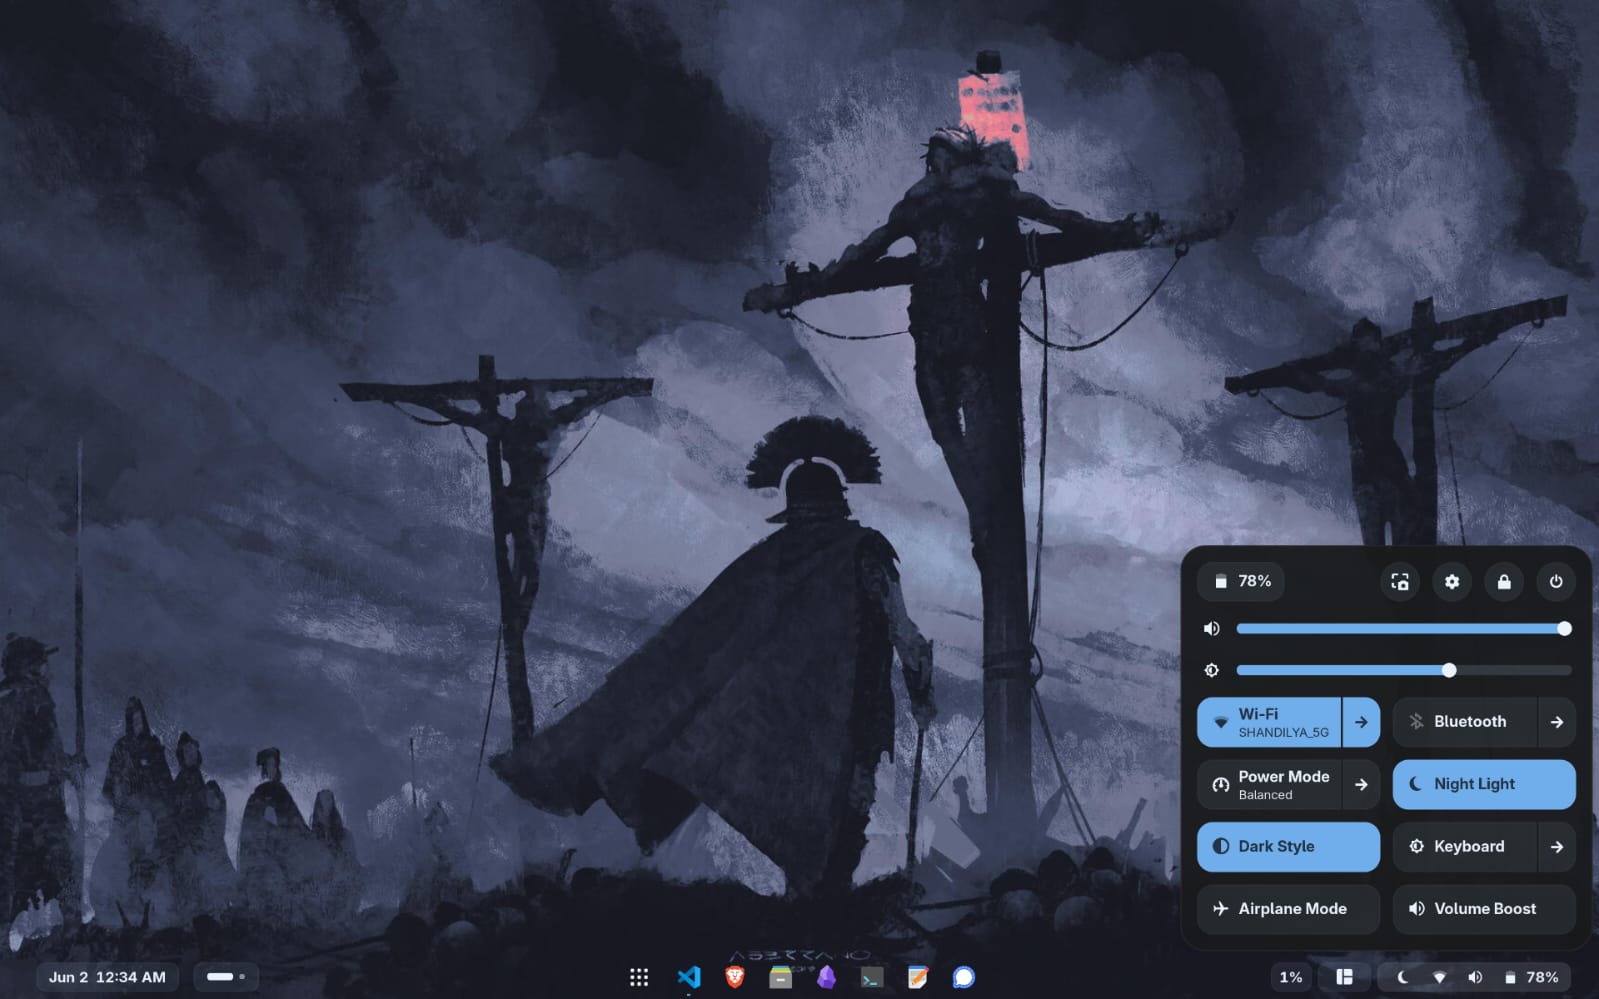 78%
Wi-Fi
SHANDILYA_5G
Bluetooth
Power Mode
Balanced
Night Light
Dark Style
Keyboard
Airplane Mode
Volume Boost
Jun 2 12:34 AM
1%
78%